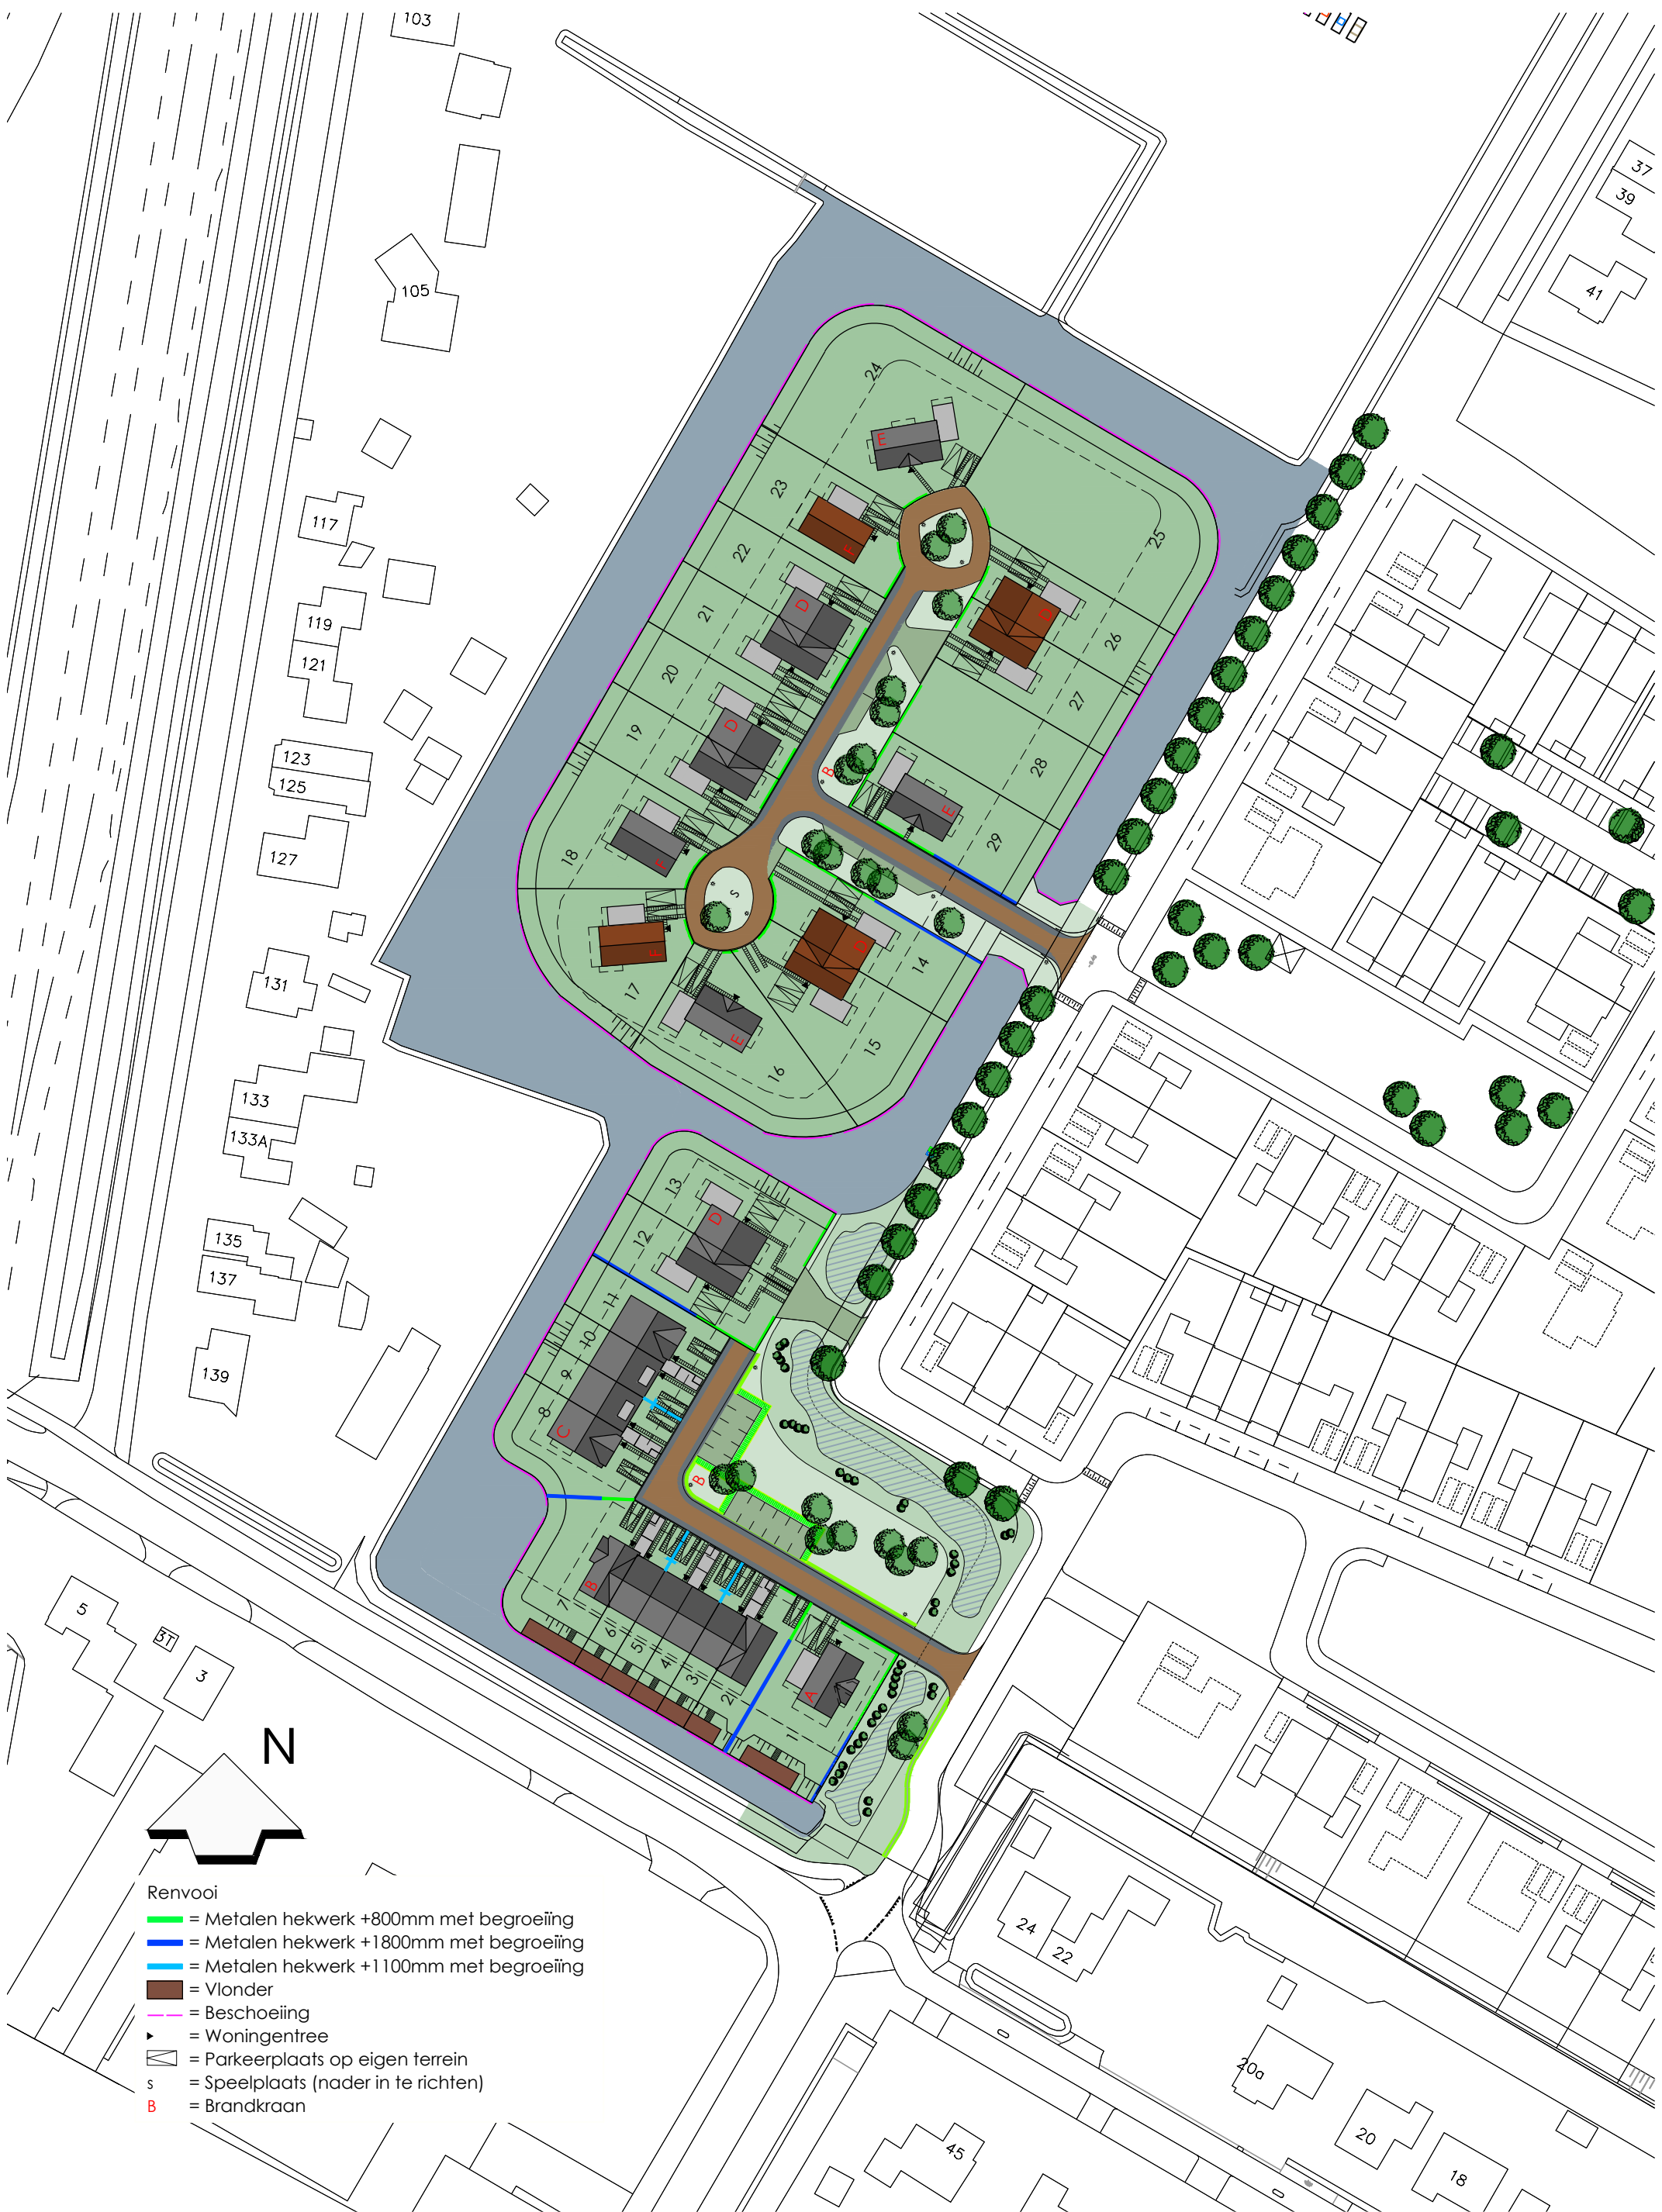 103
37
39
41
105
24
E
23
F
22
25
117
D
21
D
26
119
121
20
27
D
19
28
123
125
B
E
29
127
18
F
s
D
F
14
131
17
E
15
16
133
133A
13
D
12
135
137
11
10
139
9
8
C
B
B
7
6
5
4
3
2
A
1
5
3T
3
N
24
22
20a
20
18
45
Renvooi
= Metalen hekwerk +800mm met begroeiïng
= Metalen hekwerk +1800mm met begroeiïng
= Metalen hekwerk +1100mm met begroeiïng
= Vlonder
= Beschoeiing
= Woningentree
= Parkeerplaats op eigen terrein
s = Speelplaats (nader in te richten)
B = Brandkraan